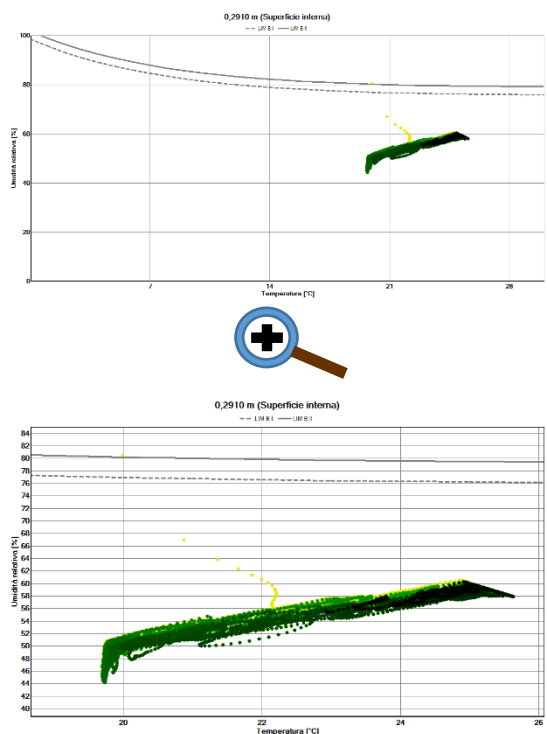 0,2910 m (Superficie interna)
LIM B I LIM B II
100
80
60
40
20
0
Umidità relativa [%]
7 14 21 28
Temperatura [°C]
0,2910 m (Superficie interna)
LIM B I LIM B II
84
82
80
78
76
74
72
70
68
66
64
62
60
58
56
54
52
50
48
46
44
42
40
Umidità relativa [%]
20 22 24 26
Temperatura [°C]